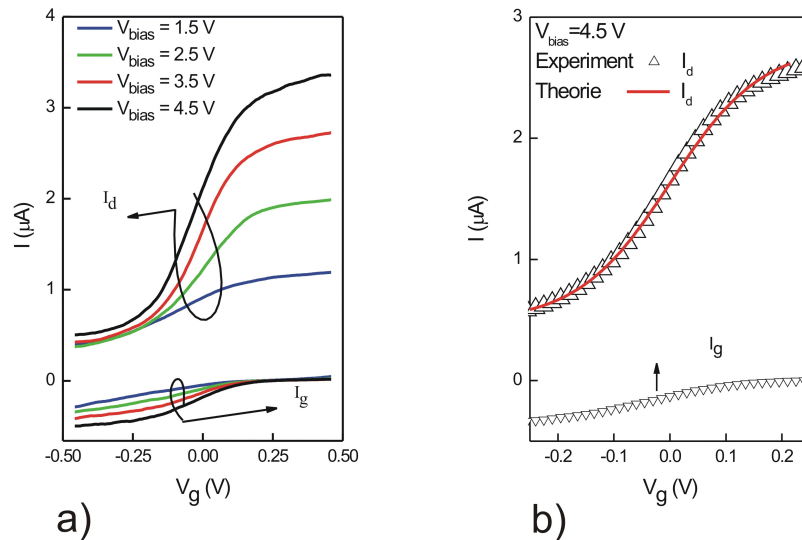 4
3
2
1
0
I (μA)
V_bias = 1.5 V
V_bias = 2.5 V
V_bias = 3.5 V
V_bias = 4.5 V
I_d
I_g
-0.50 -0.25 0.00 0.25 0.50
V_g (V)
a)
3
2
1
0
I (μA)
V_bias=4.5 V
Experiment △ I_d
Theorie I_d
I_g
-0.2 -0.1 0.0 0.1 0.2
V_g (V)
b)